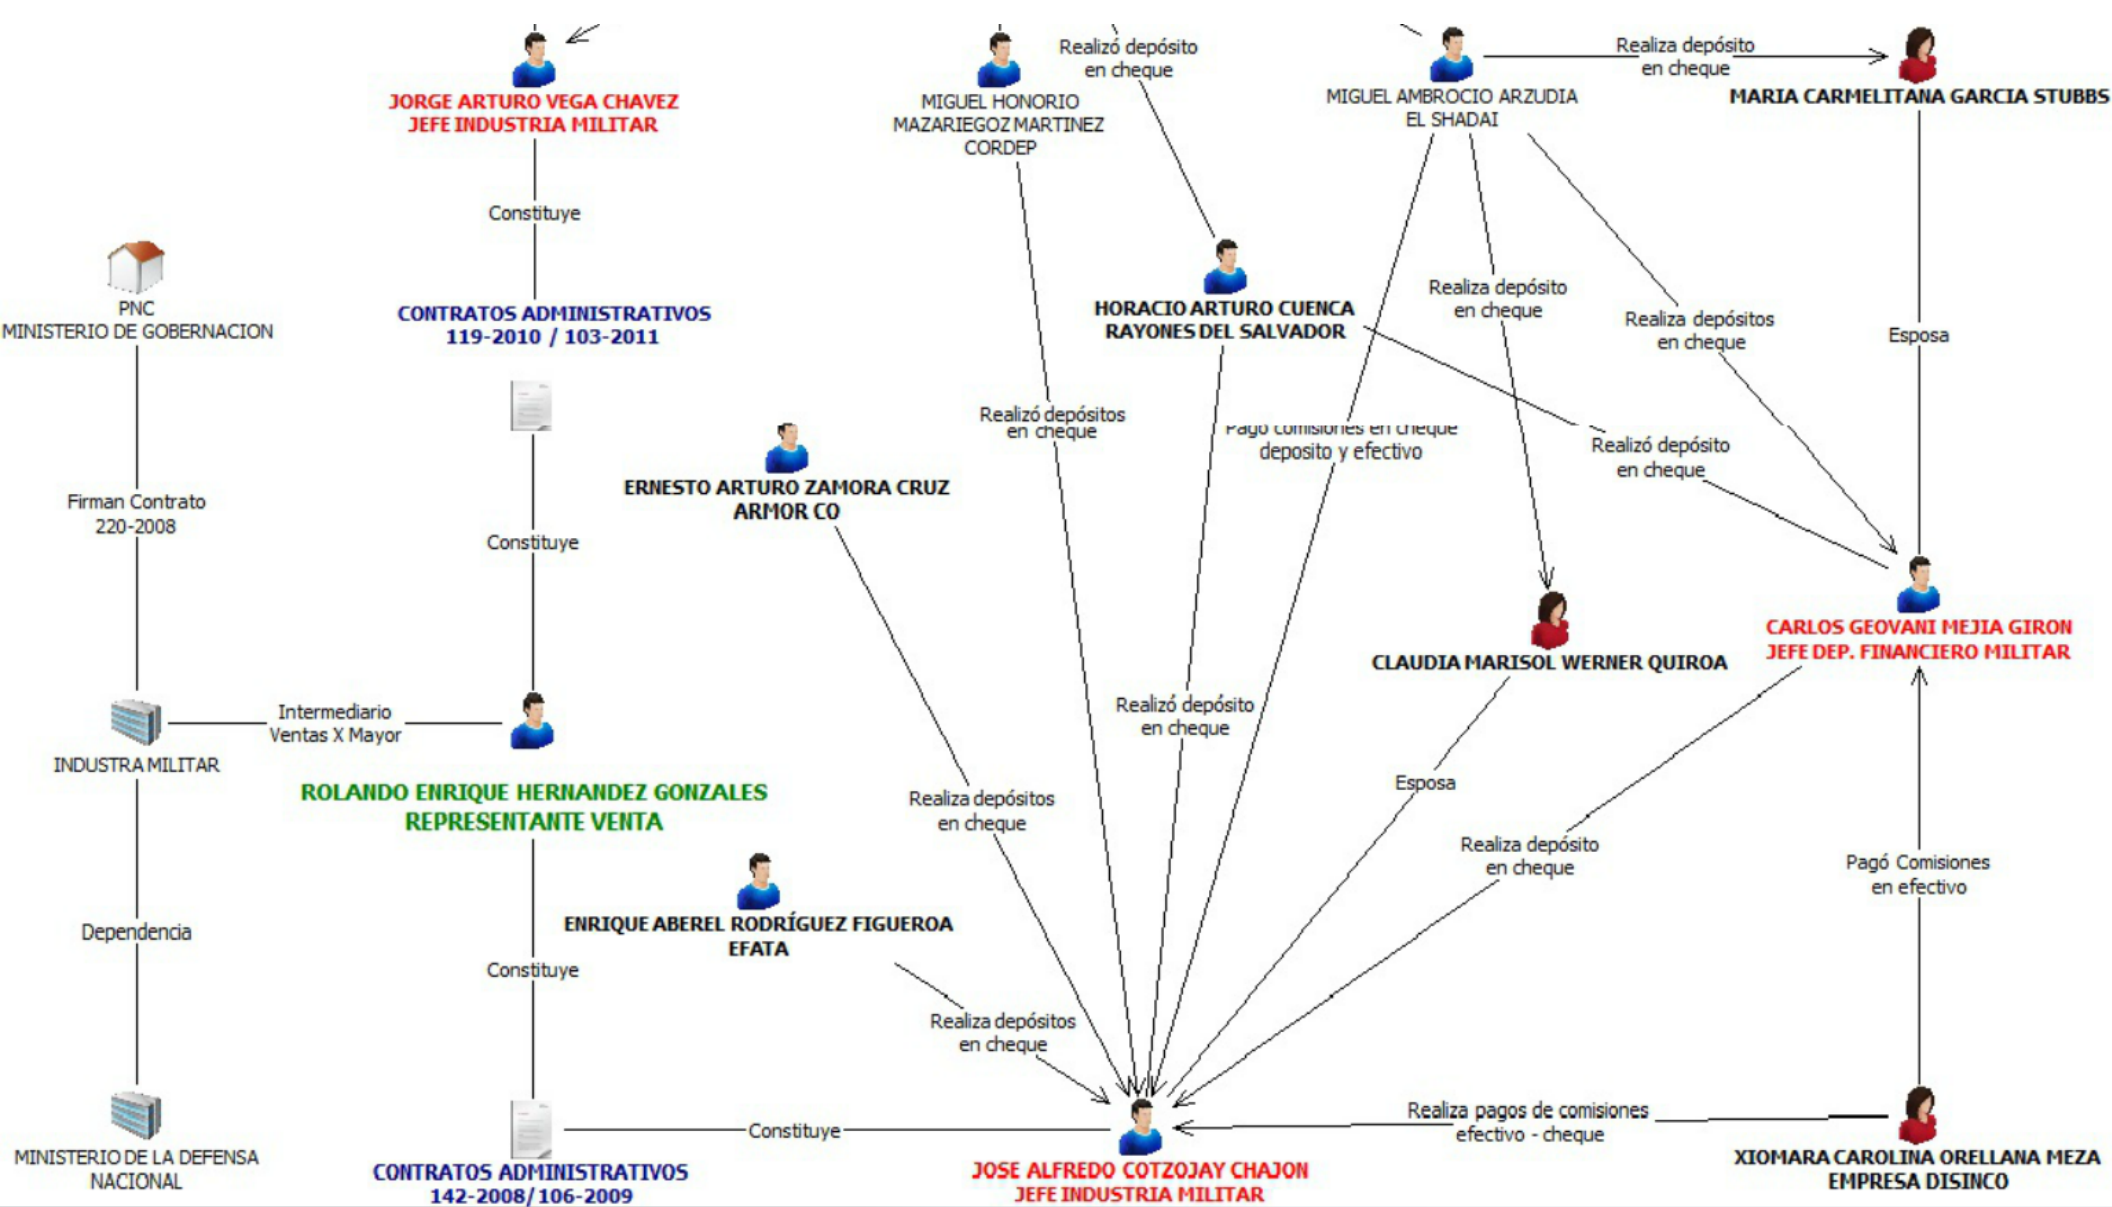 Realizó depósito
en cheque
Realiza depósito
en cheque
JORGE ARTURO VEGA CHAVEZ
JEFE INDUSTRIA MILITAR
MIGUEL HONORIO
MAZARIEGOZ MARTINEZ
CORDEP
MIGUEL AMBROCIO ARZUDIA
EL SHADAI
MARIA CARMELITANA GARCIA STUBBS
Constituye
PNC
MINISTERIO DE GOBERNACION
CONTRATOS ADMINISTRATIVOS
119-2010 / 103-2011
HORACIO ARTURO CUENCA
RAYONES DEL SALVADOR
Realiza depósito
en cheque
Realiza depósitos
en cheque
Esposa
Realizó depósitos
en cheque
Pago comisiones en cheque
deposito y efectivo
Realizó depósito
en cheque
ERNESTO ARTURO ZAMORA CRUZ
ARMOR CO
Firman Contrato
220-2008
Constituye
CLAUDIA MARISOL WERNER QUIROA
CARLOS GEOVANI MEJIA GIRON
JEFE DEP. FINANCIERO MILITAR
Intermediario
Ventas X Mayor
Realizó depósito
en cheque
INDUSTRA MILITAR
ROLANDO ENRIQUE HERNANDEZ GONZALES
REPRESENTANTE VENTA
Realiza depósitos
en cheque
Esposa
Realiza depósito
en cheque
Pagó Comisiones
en efectivo
ENRIQUE ABEREL RODRÍGUEZ FIGUEROA
EFATA
Dependencia
Constituye
Realiza depósitos
en cheque
Constituye
Realiza pagos de comisiones
efectivo - cheque
MINISTERIO DE LA DEFENSA
NACIONAL
CONTRATOS ADMINISTRATIVOS
142-2008/106-2009
JOSE ALFREDO COTZOJAY CHAJON
JEFE INDUSTRIA MILITAR
XIOMARA CAROLINA ORELLANA MEZA
EMPRESA DISINCO